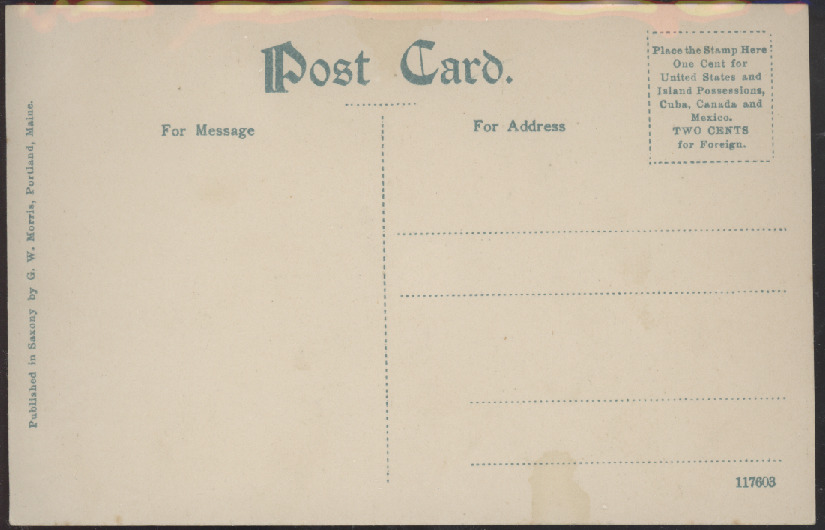 Post Card.
Place the Stamp Here
One Cent for
United States and
Island Possessions,
Cuba, Canada and
Mexico.
TWO CENTS
for Foreign.
For Message
For Address
Published in Saxony by G. W. Morris, Portland, Maine.
117603